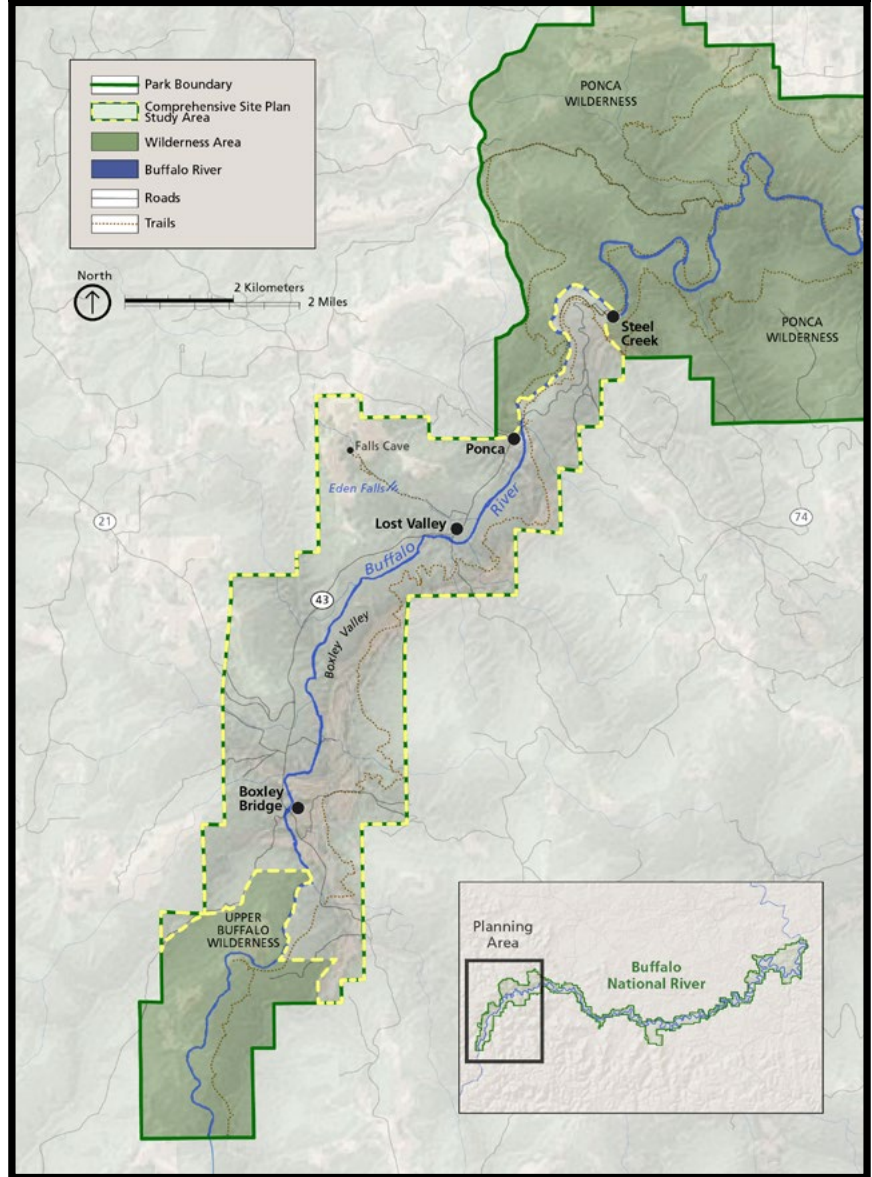 Park Boundary
Comprehensive Site Plan
Study Area
Wilderness Area
Buffalo River
Roads
Trails
North
2 Kilometers
2 Miles
PONCA
WILDERNESS
Steel
Creek
PONCA
WILDERNESS
Ponca
Falls Cave
Eden Falls
Lost Valley
Buffalo
River
21
74
43
Boxley Valley
Boxley
Bridge
UPPER
BUFFALO
WILDERNESS
Planning
Area
Buffalo
National River